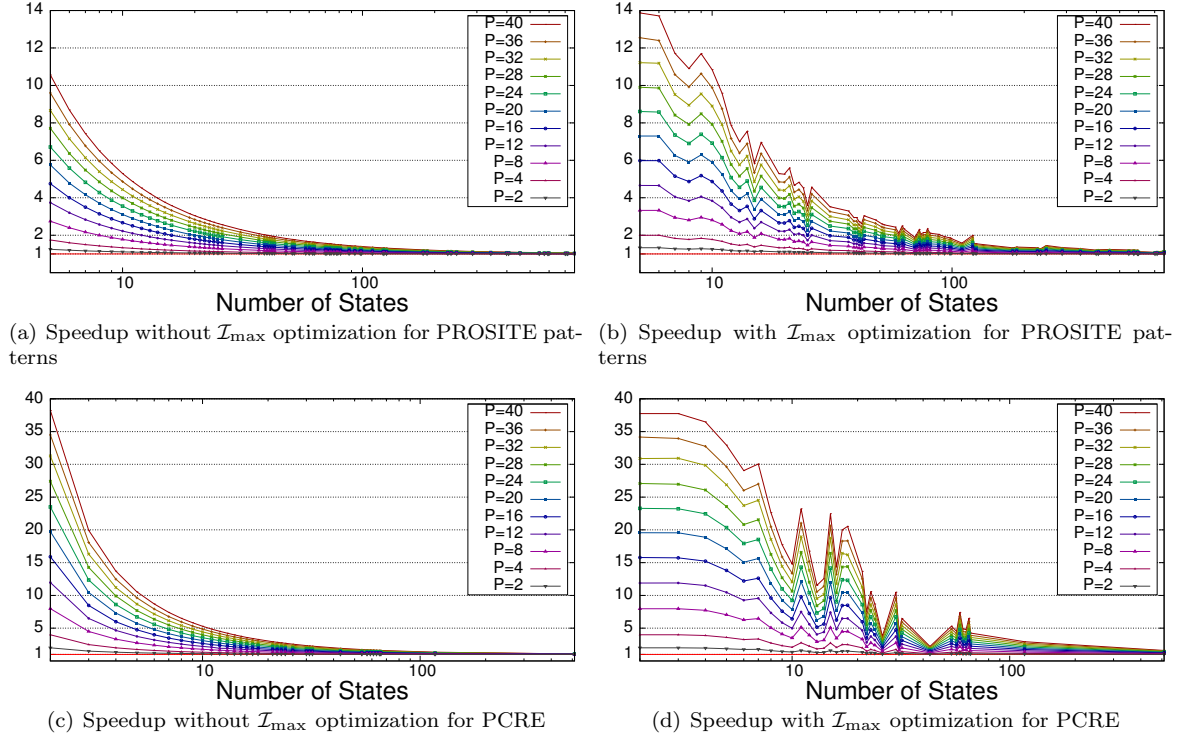 14
12
10
8
6
4
2
1
10
100
P=40
P=36
P=32
P=28
P=24
P=20
P=16
P=12
P=8
P=4
P=2
Number of States
(a) Speedup without ℐmax optimization for PROSITE pat-
terns
14
12
10
8
6
4
2
1
10
100
P=40
P=36
P=32
P=28
P=24
P=20
P=16
P=12
P=8
P=4
P=2
Number of States
(b) Speedup with ℐmax optimization for PROSITE pat-
terns
40
35
30
25
20
15
10
5
1
10
100
P=40
P=36
P=32
P=28
P=24
P=20
P=16
P=12
P=8
P=4
P=2
Number of States
(c) Speedup without ℐmax optimization for PCRE
40
35
30
25
20
15
10
5
1
10
100
P=40
P=36
P=32
P=28
P=24
P=20
P=16
P=12
P=8
P=4
P=2
Number of States
(d) Speedup with ℐmax optimization for PCRE